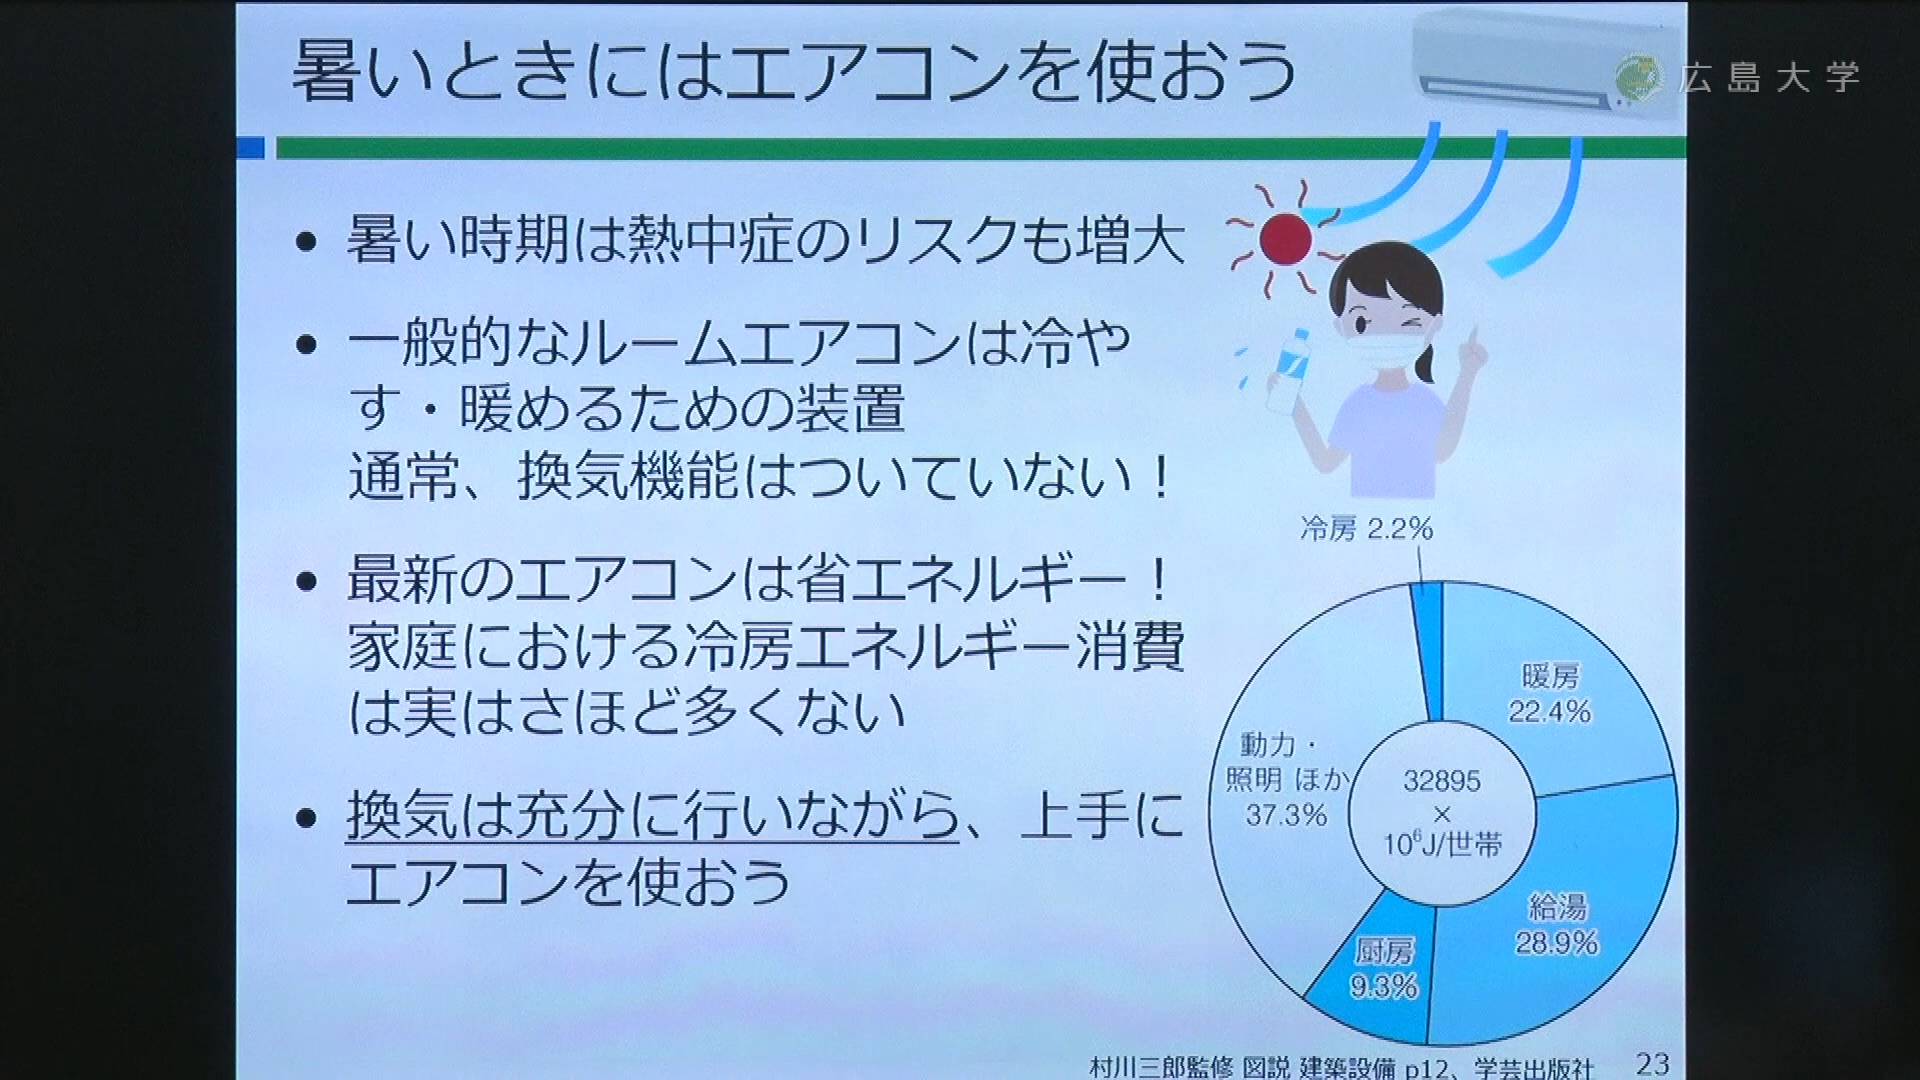 暑いときにはエアコンを使おう
広島大学
● 暑い時期は熱中症のリスクも増大
● 一般的なルームエアコンは冷や
す・暖めるための装置
通常、換気機能はついていない！
● 最新のエアコンは省エネルギー！
家庭における冷房エネルギー消費
は実はさほど多くない
● 換気は充分に行いながら、上手に
エアコンを使おう
冷房 2.2%
暖房
22.4%
動力・
照明 ほか
37.3%
32895
×
10⁶J/世帯
給湯
28.9%
厨房
9.3%
村川三郎監修 図説 建築設備 p12、学芸出版社
23